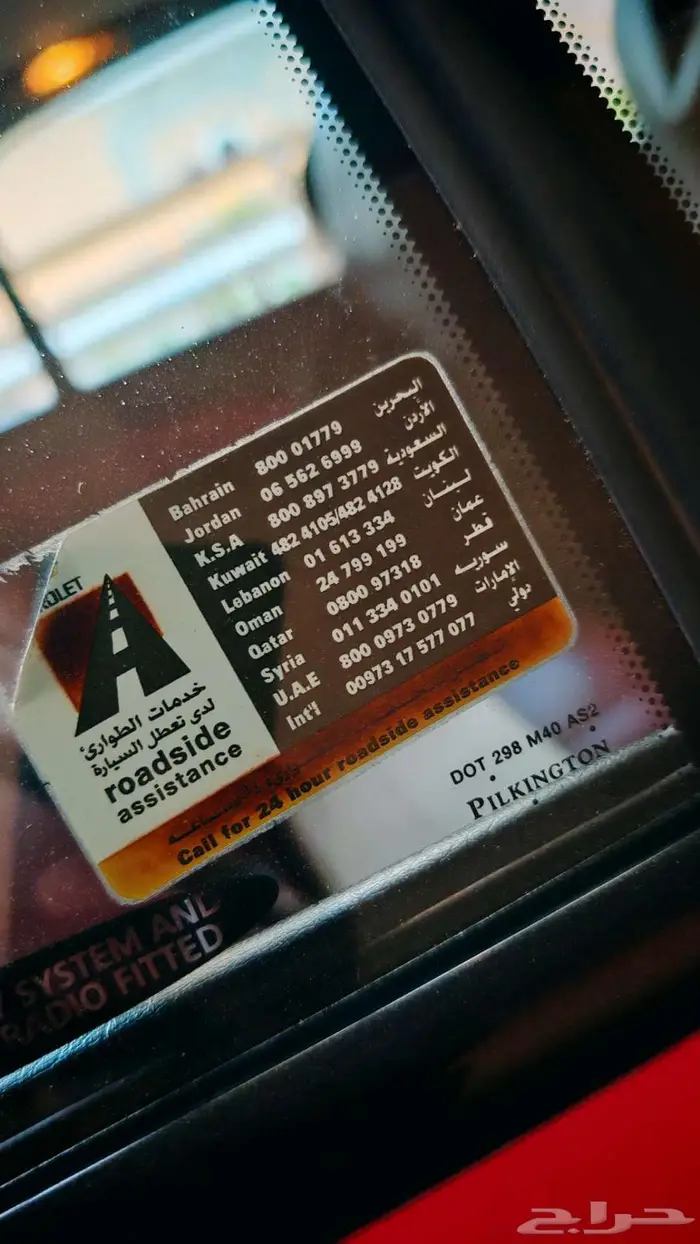 ROLET
خدمات الطوارئ
لدى تعطل السيارة
roadside
assistance
Bahrain 800 01779 البحرين
Jordan 06 562 6999 الأردن
K.S.A 800 897 3779 السعودية
Kuwait 482 4105/482 4128 الكويت
Lebanon 01 613 334 لبنان
Oman 24 799 199 عمان
Qatar 0800 97318 قطر
Syria 011 334 0101 سوريه
U.A.E 800 0973 0779 الإمارات
Int'l 00973 17 577 077 دولي
Call for 24 hour roadside assistance
DOT 298 M40 AS2
PILKINGTON
Y SYSTEM AND
RADIO FITTED
حراج